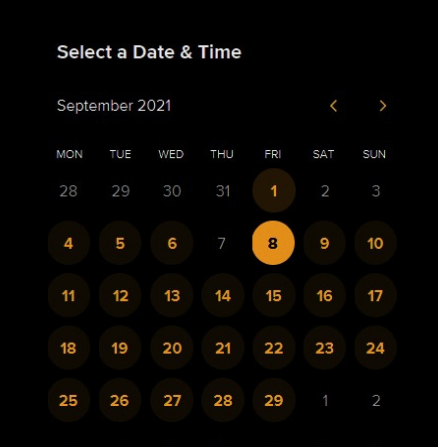 Select a Date & Time
September 2021
MON TUE WED THU FRI SAT SUN
28 29 30 31 1 2 3
4 5 6 7 8 9 10
11 12 13 14 15 16 17
18 19 20 21 22 23 24
25 26 27 28 29 1 2